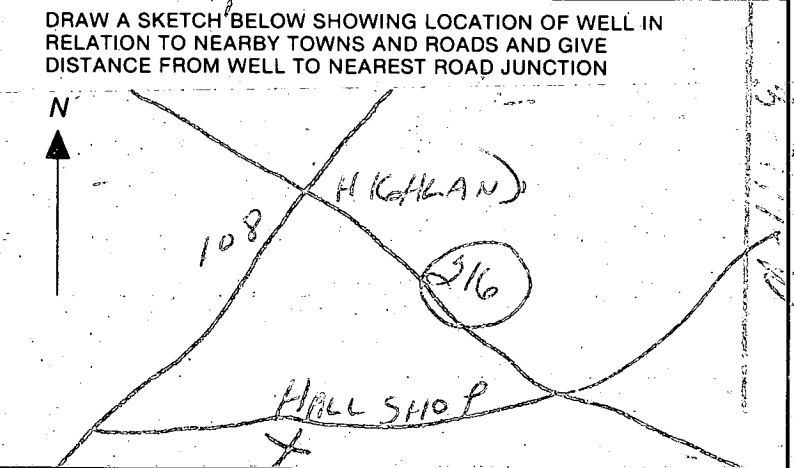 DRAW A SKETCH BELOW SHOWING LOCATION OF WELL IN
RELATION TO NEARBY TOWNS AND ROADS AND GIVE
DISTANCE FROM WELL TO NEAREST ROAD JUNCTION
N
HIGHLAND
108
216
HALL SHOP
X